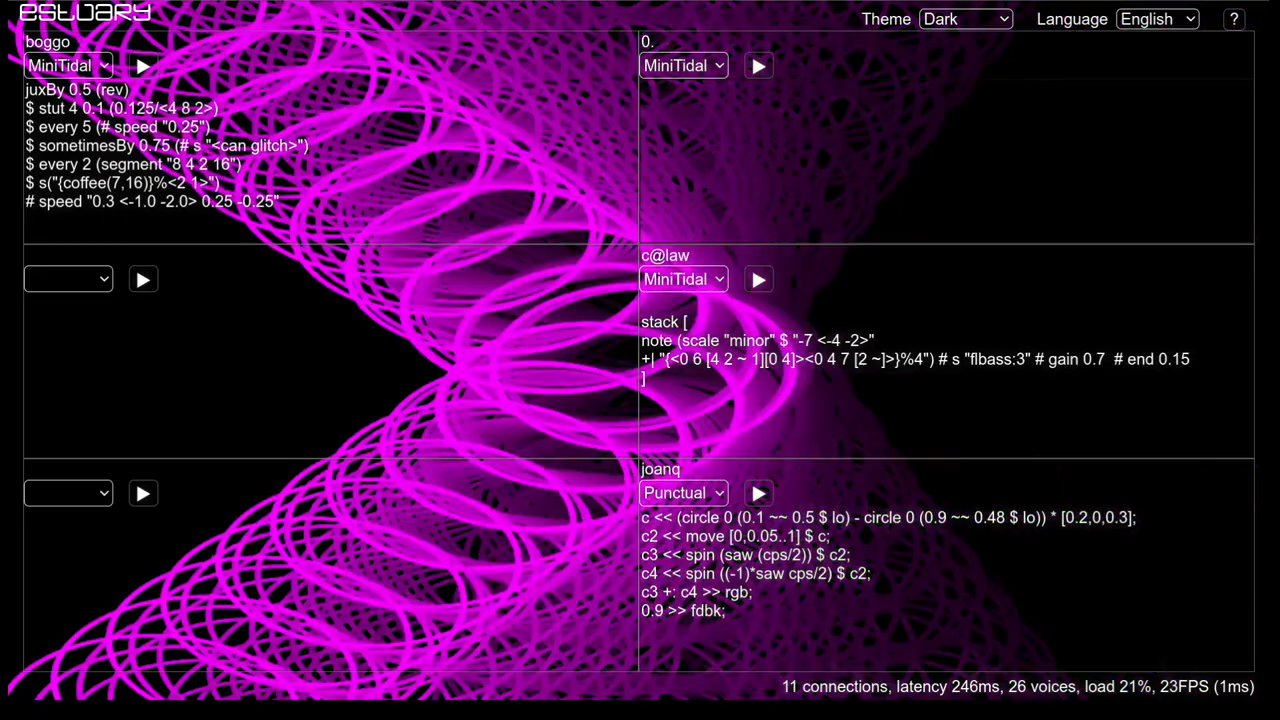 estuary
Theme Dark Language English ?
boggo
MiniTidal
juxBy 0.5 (rev)
$ stut 4 0.1 (0.125/<4 8 2>)
$ every 5 (# speed "0.25")
$ sometimesBy 0.75 (# s "<can glitch>")
$ every 2 (segment "8 4 2 16")
$ s("{coffee(7,16)}%<2 1>")
# speed "0.3 <-1.0 -2.0> 0.25 -0.25"
0.
MiniTidal
c@law
MiniTidal
stack [
note (scale "minor" $ "-7 <-4 -2>"
+| "{<0 6 [4 2 ~ 1][0 4]><0 4 7 [2 ~]>}%4") # s "flbass:3" # gain 0.7  # end 0.15
]
joanq
Punctual
c << (circle 0 (0.1 ~~ 0.5 $ lo) - circle 0 (0.9 ~~ 0.48 $ lo)) * [0.2,0,0.3];
c2 << move [0,0.05..1] $ c;
c3 << spin (saw (cps/2)) $ c2;
c4 << spin ((-1)*saw cps/2) $ c2;
c3 +: c4 >> rgb;
0.9 >> fdbk;
11 connections, latency 246ms, 26 voices, load 21%, 23FPS (1ms)